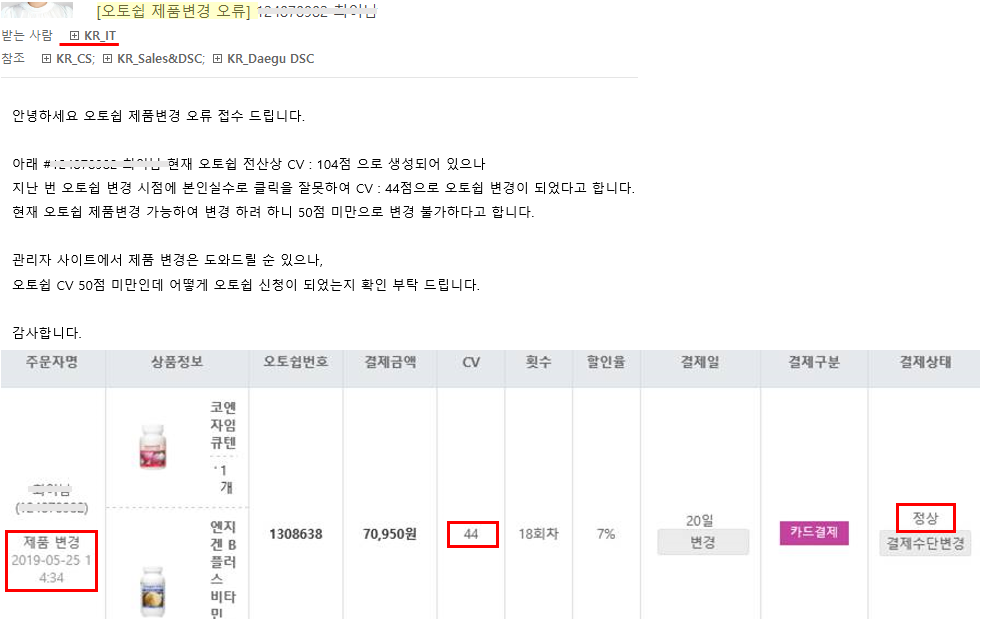 [오토쉽 제품변경 오류]
받는 사람 KR_IT
참조 KR_CS; KR_Sales&DSC; KR_Daegu DSC
안녕하세요 오토쉽 제품변경 오류 접수 드립니다.
아래 # 현재 오토쉽 전산상 CV : 104점 으로 생성되어 있으나
지난 번 오토쉽 변경 시점에 본인실수로 클릭을 잘못하여 CV : 44점으로 오토쉽 변경이 되었다고 합니다.
현재 오토쉽 제품변경 가능하여 변경 하려 하니 50점 미만으로 변경 불가하다고 합니다.
관리자 사이트에서 제품 변경은 도와드릴 순 있으나,
오토쉽 CV 50점 미만인데 어떻게 오토쉽 신청이 되었는지 확인 부탁 드립니다.
감사합니다.
주문자명 상품정보 오토쉽번호 결제금액 CV 횟수 할인율 결제일 결제구분 결제상태
코엔
자임
큐텐
1
개
엔지
겐 B
플러
스
비타
민
제품 변경
2019-05-25 1
4:34
1308638
70,950원
44
18회차
7%
20일
변경
카드결제
정상
결제수단변경